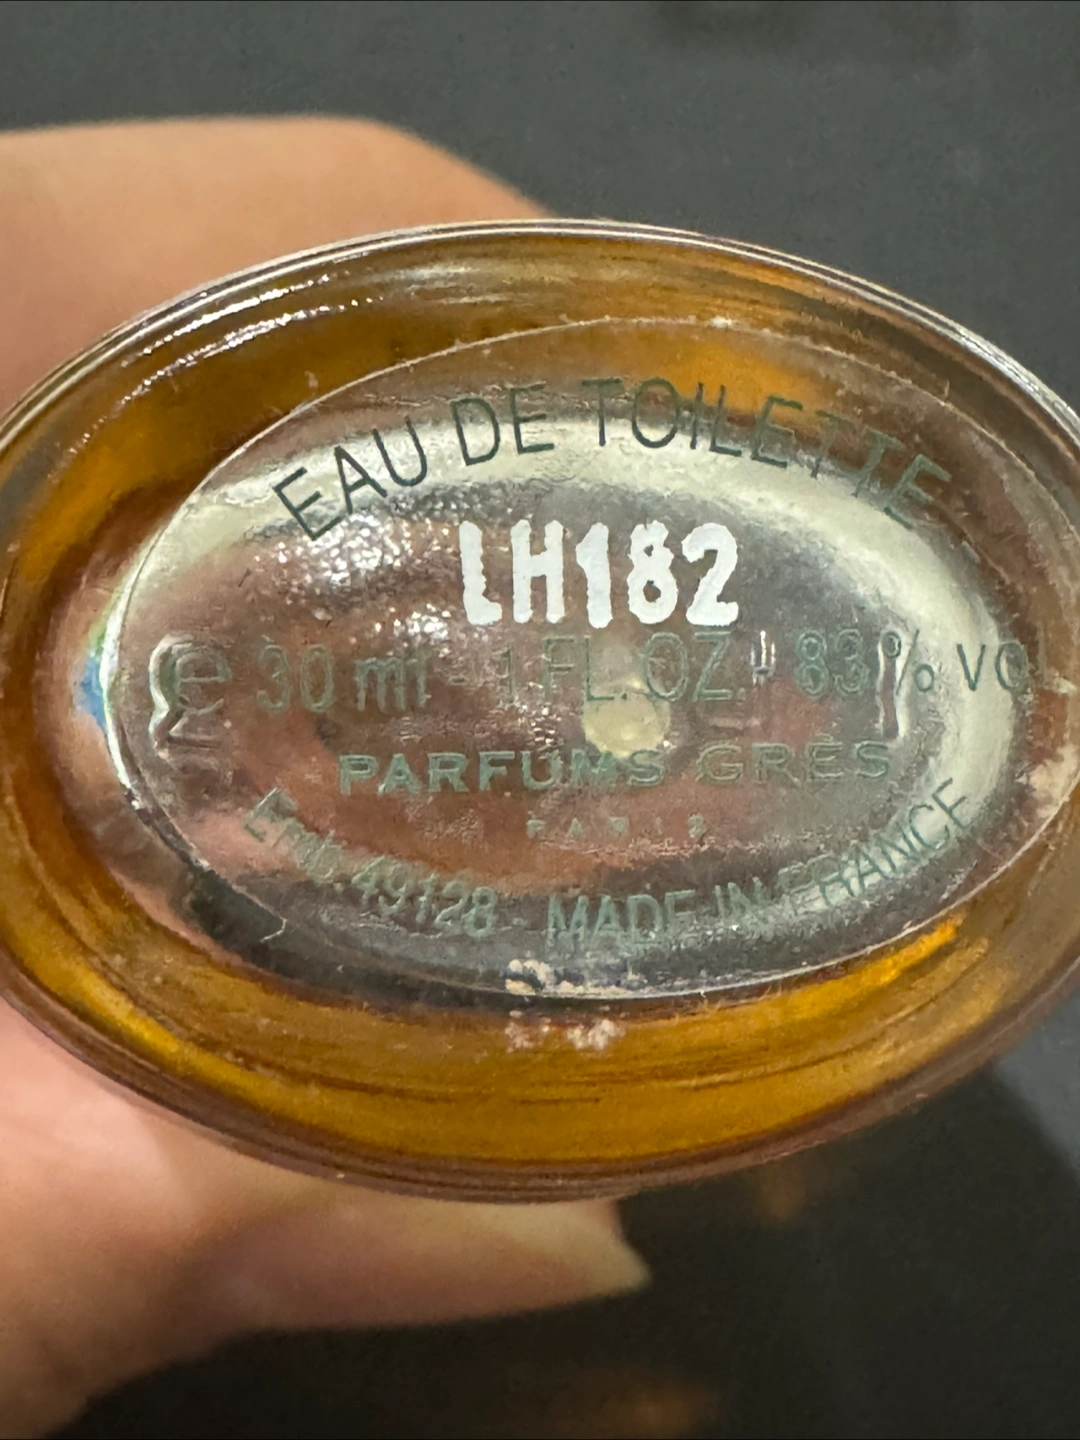 EAU DE TOILETTE
LH182
e 30 ml - 1 FL. OZ. - 83 % VOL
PARFUMS GRÈS
PARIS
Emb. 49128 - MADE IN FRANCE